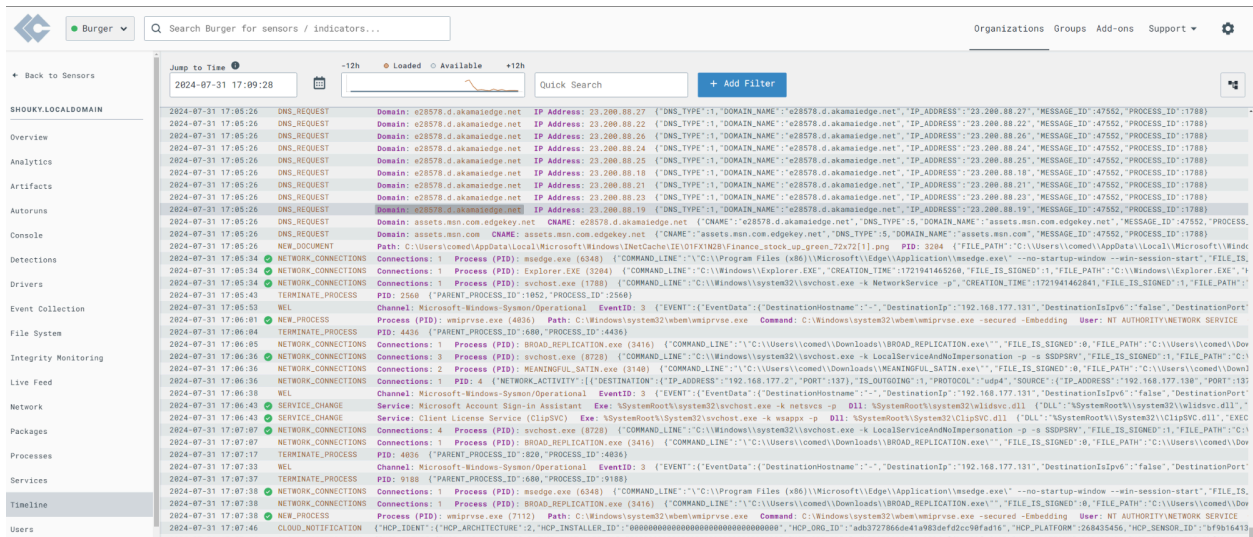 Burger
Search Burger for sensors / indicators...
Organizations Groups Add-ons Support
Back to Sensors
SHOUKY.LOCALDOMAIN
Overview
Analytics
Artifacts
Autoruns
Console
Detections
Drivers
Event Collection
File System
Integrity Monitoring
Live Feed
Network
Packages
Processes
Services
Timeline
Users
Jump to Time
2024-07-31 17:09:28
-12h Loaded Available +12h
Quick Search
+ Add Filter
2024-07-31 17:05:26 DNS_REQUEST Domain: e28578.d.akamaiedge.net IP Address: 23.200.88.27 {"DNS_TYPE":1,"DOMAIN_NAME":"e28578.d.akamaiedge.net","IP_ADDRESS":"23.200.88.27","MESSAGE_ID":47552,"PROCESS_ID":1788}
2024-07-31 17:05:26 DNS_REQUEST Domain: e28578.d.akamaiedge.net IP Address: 23.200.88.22 {"DNS_TYPE":1,"DOMAIN_NAME":"e28578.d.akamaiedge.net","IP_ADDRESS":"23.200.88.22","MESSAGE_ID":47552,"PROCESS_ID":1788}
2024-07-31 17:05:26 DNS_REQUEST Domain: e28578.d.akamaiedge.net IP Address: 23.200.88.26 {"DNS_TYPE":1,"DOMAIN_NAME":"e28578.d.akamaiedge.net","IP_ADDRESS":"23.200.88.26","MESSAGE_ID":47552,"PROCESS_ID":1788}
2024-07-31 17:05:26 DNS_REQUEST Domain: e28578.d.akamaiedge.net IP Address: 23.200.88.24 {"DNS_TYPE":1,"DOMAIN_NAME":"e28578.d.akamaiedge.net","IP_ADDRESS":"23.200.88.24","MESSAGE_ID":47552,"PROCESS_ID":1788}
2024-07-31 17:05:26 DNS_REQUEST Domain: e28578.d.akamaiedge.net IP Address: 23.200.88.25 {"DNS_TYPE":1,"DOMAIN_NAME":"e28578.d.akamaiedge.net","IP_ADDRESS":"23.200.88.25","MESSAGE_ID":47552,"PROCESS_ID":1788}
2024-07-31 17:05:26 DNS_REQUEST Domain: e28578.d.akamaiedge.net IP Address: 23.200.88.18 {"DNS_TYPE":1,"DOMAIN_NAME":"e28578.d.akamaiedge.net","IP_ADDRESS":"23.200.88.18","MESSAGE_ID":47552,"PROCESS_ID":1788}
2024-07-31 17:05:26 DNS_REQUEST Domain: e28578.d.akamaiedge.net IP Address: 23.200.88.21 {"DNS_TYPE":1,"DOMAIN_NAME":"e28578.d.akamaiedge.net","IP_ADDRESS":"23.200.88.21","MESSAGE_ID":47552,"PROCESS_ID":1788}
2024-07-31 17:05:26 DNS_REQUEST Domain: e28578.d.akamaiedge.net IP Address: 23.200.88.23 {"DNS_TYPE":1,"DOMAIN_NAME":"e28578.d.akamaiedge.net","IP_ADDRESS":"23.200.88.23","MESSAGE_ID":47552,"PROCESS_ID":1788}
2024-07-31 17:05:26 DNS_REQUEST Domain: e28578.d.akamaiedge.net IP Address: 23.200.88.19 {"DNS_TYPE":1,"DOMAIN_NAME":"e28578.d.akamaiedge.net","IP_ADDRESS":"23.200.88.19","MESSAGE_ID":47552,"PROCESS_ID":1788}
2024-07-31 17:05:26 DNS_REQUEST Domain: assets.msn.com.edgekey.net CNAME: e28578.d.akamaiedge.net {"CNAME":"e28578.d.akamaiedge.net","DNS_TYPE":5,"DOMAIN_NAME":"assets.msn.com.edgekey.net","MESSAGE_ID":47552,"PROCESS_
2024-07-31 17:05:26 DNS_REQUEST Domain: assets.msn.com CNAME: assets.msn.com.edgekey.net {"CNAME":"assets.msn.com.edgekey.net","DNS_TYPE":5,"DOMAIN_NAME":"assets.msn.com","MESSAGE_ID":47552,"PROCESS_ID":1788}
2024-07-31 17:05:26 NEW_DOCUMENT Path: C:\Users\comed\AppData\Local\Microsoft\Windows\INetCache\IE\O1FX1N2B\Finance_stock_up_green_72x72[1].png PID: 3204 {"FILE_PATH":"C:\\Users\\comed\\AppData\\Local\\Microsoft\\Windo
2024-07-31 17:05:34 NETWORK_CONNECTIONS Connections: 1 Process (PID): msedge.exe (6348) {"COMMAND_LINE":"\"C:\\Program Files (x86)\\Microsoft\\Edge\\Application\\msedge.exe\" --no-startup-window --win-session-start","FILE_IS_
2024-07-31 17:05:34 NETWORK_CONNECTIONS Connections: 1 Process (PID): Explorer.EXE (3204) {"COMMAND_LINE":"C:\\Windows\\Explorer.EXE","CREATION_TIME":1721941465260,"FILE_IS_SIGNED":1,"FILE_PATH":"C:\\Windows\\Explorer.EXE","
2024-07-31 17:05:34 NETWORK_CONNECTIONS Connections: 1 Process (PID): svchost.exe (1788) {"COMMAND_LINE":"C:\\Windows\\system32\\svchost.exe -k NetworkService -p","CREATION_TIME":1721941462841,"FILE_IS_SIGNED":1,"FILE_PATH":"
2024-07-31 17:05:43 TERMINATE_PROCESS PID: 2560 {"PARENT_PROCESS_ID":1052,"PROCESS_ID":2560}
2024-07-31 17:05:53 WEL Channel: Microsoft-Windows-Sysmon/Operational EventID: 3 {"EVENT":{"EventData":{"DestinationHostname":"-","DestinationIp":"192.168.177.131","DestinationIsIpv6":"false","DestinationPort
2024-07-31 17:06:01 NEW_PROCESS Process (PID): wmiprvse.exe (4036) Path: C:\Windows\system32\wbem\wmiprvse.exe Command: C:\Windows\system32\wbem\wmiprvse.exe -secured -Embedding User: NT AUTHORITY\NETWORK SERVICE
2024-07-31 17:06:04 TERMINATE_PROCESS PID: 4436 {"PARENT_PROCESS_ID":680,"PROCESS_ID":4436}
2024-07-31 17:06:05 NETWORK_CONNECTIONS Connections: 1 Process (PID): BROAD_REPLICATION.exe (3416) {"COMMAND_LINE":"\"C:\\Users\\comed\\Downloads\\BROAD_REPLICATION.exe\"","FILE_IS_SIGNED":0,"FILE_PATH":"C:\\Users\\comed\\Dow
2024-07-31 17:06:36 NETWORK_CONNECTIONS Connections: 3 Process (PID): svchost.exe (8728) {"COMMAND_LINE":"C:\\Windows\\system32\\svchost.exe -k LocalServiceAndNoImpersonation -p -s SSDPSRV","FILE_IS_SIGNED":1,"FILE_PATH":"C:
2024-07-31 17:06:36 NETWORK_CONNECTIONS Connections: 2 Process (PID): MEANINGFUL_SATIN.exe (3140) {"COMMAND_LINE":"\"C:\\Users\\comed\\Downloads\\MEANINGFUL_SATIN.exe\"","FILE_IS_SIGNED":0,"FILE_PATH":"C:\\Users\\comed\\Downl
2024-07-31 17:06:36 NETWORK_CONNECTIONS Connections: 1 PID: 4 {"NETWORK_ACTIVITY":[{"DESTINATION":{"IP_ADDRESS":"192.168.177.2","PORT":137},"IS_OUTGOING":1,"PROTOCOL":"udp4","SOURCE":{"IP_ADDRESS":"192.168.177.130","PORT":137
2024-07-31 17:06:38 WEL Channel: Microsoft-Windows-Sysmon/Operational EventID: 3 {"EVENT":{"EventData":{"DestinationHostname":"-","DestinationIp":"192.168.177.131","DestinationIsIpv6":"false","DestinationPort
2024-07-31 17:06:43 SERVICE_CHANGE Service: Microsoft Account Sign-in Assistant Exe: %SystemRoot%\system32\svchost.exe -k netsvcs -p Dll: %SystemRoot%\system32\wlidsvc.dll {"DLL":"%SystemRoot%\\system32\\wlidsvc.dll","
2024-07-31 17:06:43 SERVICE_CHANGE Service: Client License Service (ClipSVC) Exe: %SystemRoot%\System32\svchost.exe -k wsappx -p Dll: %SystemRoot%\System32\ClipSVC.dll {"DLL":"%SystemRoot%\\System32\\ClipSVC.dll","EXEC
2024-07-31 17:07:07 NETWORK_CONNECTIONS Connections: 4 Process (PID): svchost.exe (8728) {"COMMAND_LINE":"C:\\Windows\\system32\\svchost.exe -k LocalServiceAndNoImpersonation -p -s SSDPSRV","FILE_IS_SIGNED":1,"FILE_PATH":"C:\
2024-07-31 17:07:07 NETWORK_CONNECTIONS Connections: 1 Process (PID): BROAD_REPLICATION.exe (3416) {"COMMAND_LINE":"\"C:\\Users\\comed\\Downloads\\BROAD_REPLICATION.exe\"","FILE_IS_SIGNED":0,"FILE_PATH":"C:\\Users\\comed\\Dow
2024-07-31 17:07:17 TERMINATE_PROCESS PID: 4036 {"PARENT_PROCESS_ID":820,"PROCESS_ID":4036}
2024-07-31 17:07:33 WEL Channel: Microsoft-Windows-Sysmon/Operational EventID: 3 {"EVENT":{"EventData":{"DestinationHostname":"-","DestinationIp":"192.168.177.131","DestinationIsIpv6":"false","DestinationPort
2024-07-31 17:07:37 TERMINATE_PROCESS PID: 9188 {"PARENT_PROCESS_ID":680,"PROCESS_ID":9188}
2024-07-31 17:07:38 NETWORK_CONNECTIONS Connections: 1 Process (PID): msedge.exe (6348) {"COMMAND_LINE":"\"C:\\Program Files (x86)\\Microsoft\\Edge\\Application\\msedge.exe\" --no-startup-window --win-session-start","FILE_IS_
2024-07-31 17:07:38 NETWORK_CONNECTIONS Connections: 1 Process (PID): BROAD_REPLICATION.exe (3416) {"COMMAND_LINE":"\"C:\\Users\\comed\\Downloads\\BROAD_REPLICATION.exe\"","FILE_IS_SIGNED":0,"FILE_PATH":"C:\\Users\\comed\\Dow
2024-07-31 17:07:38 NEW_PROCESS Process (PID): wmiprvse.exe (7112) Path: C:\Windows\system32\wbem\wmiprvse.exe Command: C:\Windows\system32\wbem\wmiprvse.exe -secured -Embedding User: NT AUTHORITY\NETWORK SERVICE
2024-07-31 17:07:46 CLOUD_NOTIFICATION {"HCP_IDENT":{"HCP_ARCHITECTURE":2,"HCP_INSTALLER_ID":"00000000000000000000000000000000","HCP_ORG_ID":"adb3727866de41a983defd2cc90fad16","HCP_PLATFORM":268435456,"HCP_SENSOR_ID":"bf9b16413